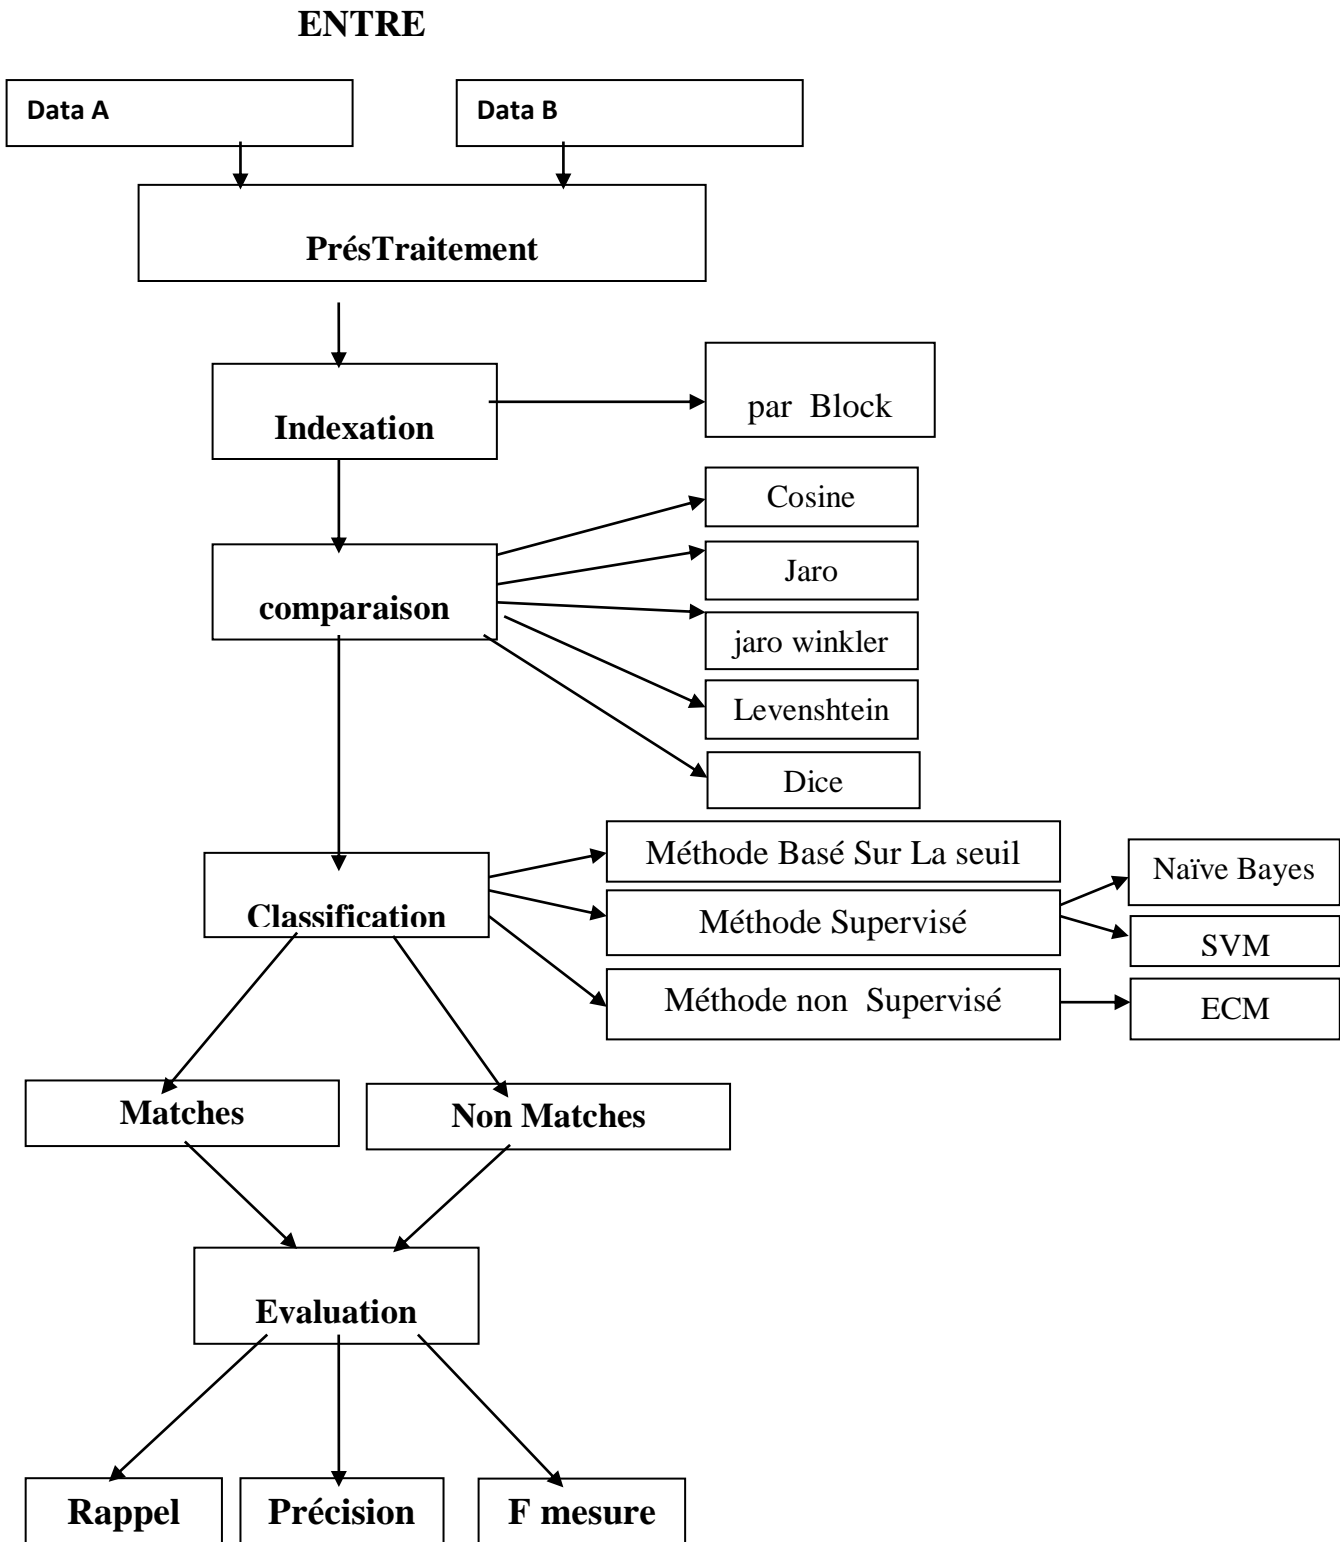 ENTRE
Data A
Data B
PrésTraitement
Indexation
par Block
Cosine
comparaison
Jaro
jaro winkler
Levenshtein
Dice
Classification
Méthode Basé Sur La seuil
Naïve Bayes
Méthode Supervisé
SVM
Méthode non Supervisé
ECM
Matches
Non Matches
Evaluation
Rappel
Précision
F mesure